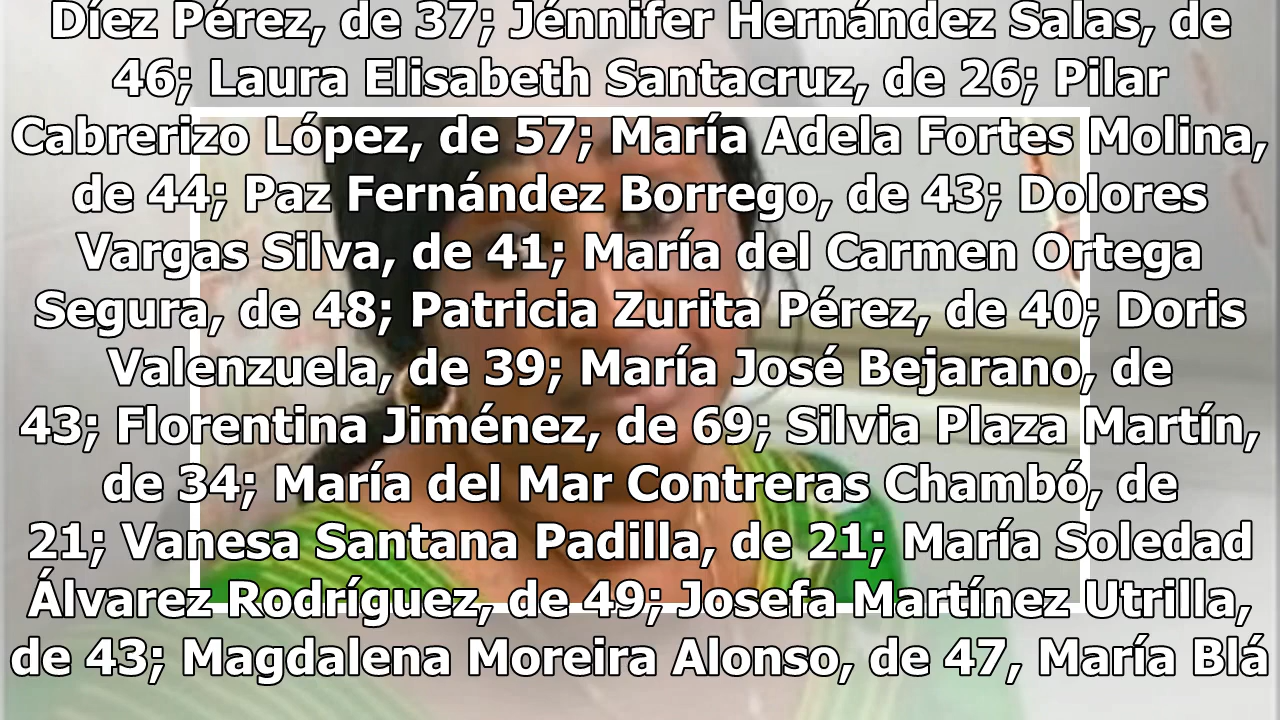 Díez Pérez, de 37; Jénnifer Hernández Salas, de
46; Laura Elisabeth Santacruz, de 26; Pilar
Cabrerizo López, de 57; María Adela Fortes Molina,
de 44; Paz Fernández Borrego, de 43; Dolores
Vargas Silva, de 41; María del Carmen Ortega
Segura, de 48; Patricia Zurita Pérez, de 40; Doris
Valenzuela, de 39; María José Bejarano, de
43; Florentina Jiménez, de 69; Silvia Plaza Martín,
de 34; María del Mar Contreras Chambó, de
21; Vanesa Santana Padilla, de 21; María Soledad
Álvarez Rodríguez, de 49; Josefa Martínez Utrilla,
de 43; Magdalena Moreira Alonso, de 47, María Blá